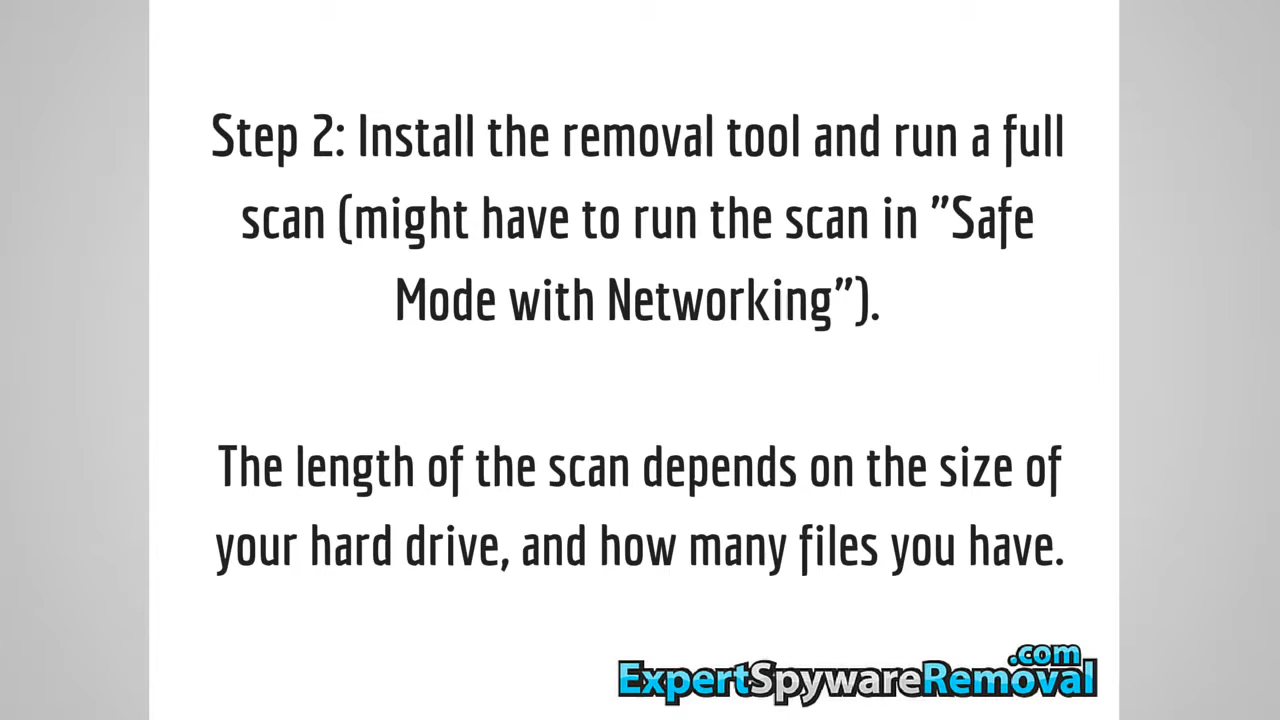 Step 2: Install the removal tool and run a full
scan (might have to run the scan in ”Safe
Mode with Networking”).
The length of the scan depends on the size of
your hard drive, and how many files you have.
.com
ExpertSpywareRemoval